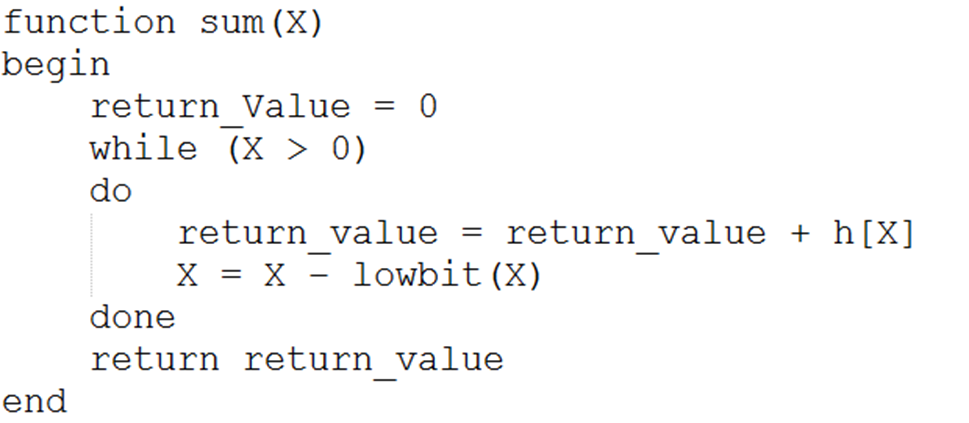 function sum(X)
begin
return_Value = 0
while (X > 0)
do
return_value = return_value + h[X]
X = X - lowbit(X)
done
return return_value
end